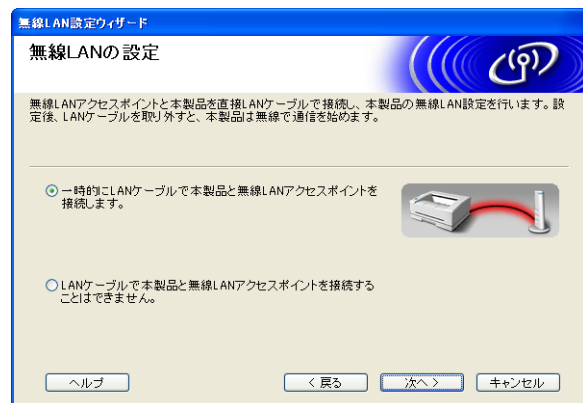 無線LAN設定ウィザード
無線LANの設定
無線LANアクセスポイントと本製品を直接LANケーブルで接続し、本製品の無線LAN設定を行います。設
定後、LANケーブルを取り外すと、本製品は無線で通信を始めます。
一時的にLANケーブルで本製品と無線LANアクセスポイントを
接続します。
LANケーブルで本製品と無線LANアクセスポイントを接続する
ことはできません。
ヘルプ
< 戻る
次へ >
キャンセル